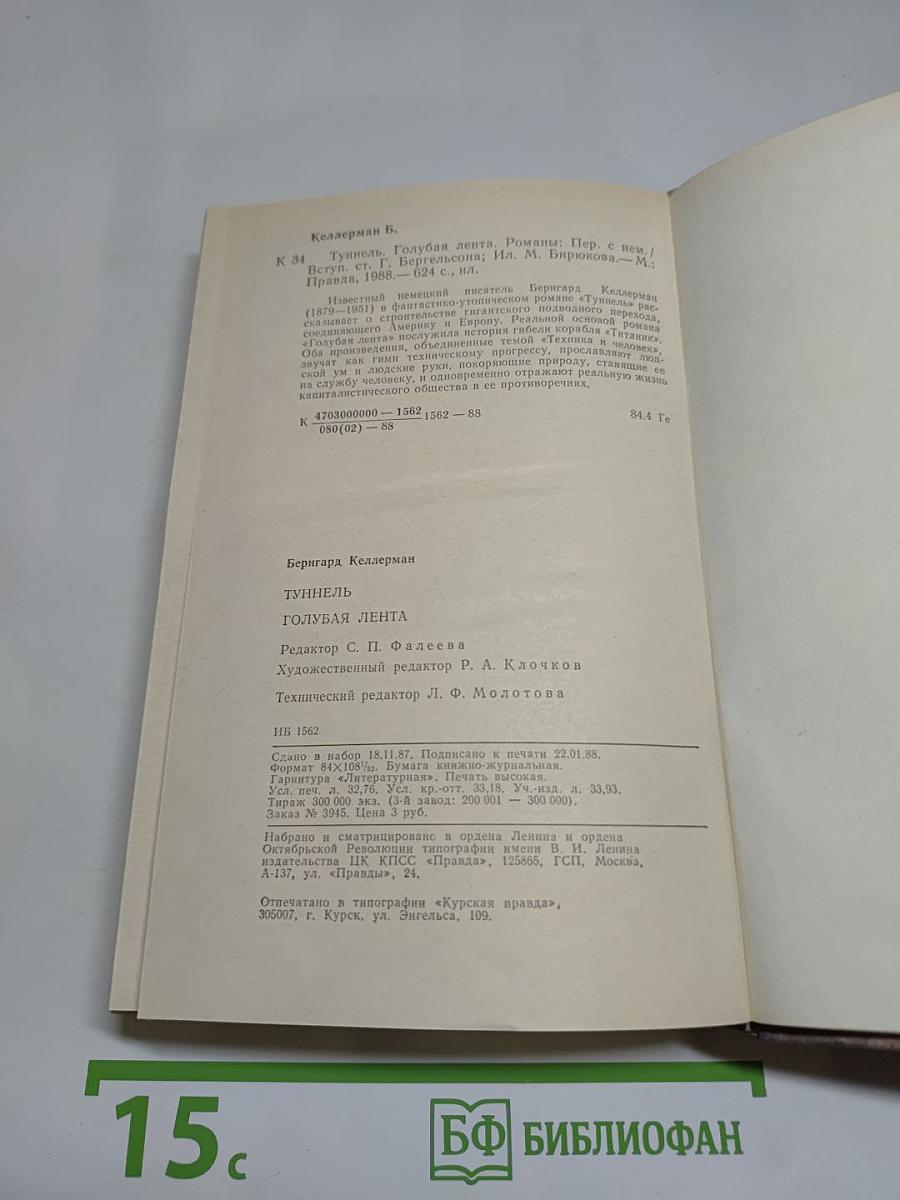 Келлерман Б.
К 34 Туннель. Голубая лента. Романы: Пер. с нем./
Вступ. ст. Г. Бергельсона; Ил. М. Бирюкова.— М.:
Правда, 1988.— 624 с., ил.
Известный немецкий писатель Бернгард Келлерман
(1879—1951) в фантастико-утопическом романе «Туннель» рас-
сказывает о строительстве гигантского подводного перехода,
соединяющего Америку и Европу. Реальной основой романа
«Голубая лента» послужила история гибели корабля «Титаник».
Оба произведения, объединенные темой «Техника и человек»,
звучат как гимн техническому прогрессу, прославляют люд-
ской ум и людские руки, покоряющие природу, ставящие ее
на службу человеку, и одновременно отражают реальную жизнь
капиталистического общества в ее противоречиях.
К 4703000000 — 1562 1562 — 88 84.4 Ге
080(02) — 88
Бернгард Келлерман
ТУННЕЛЬ
ГОЛУБАЯ ЛЕНТА
Редактор С. П. Фалеева
Художественный редактор Р. А. Клочков
Технический редактор Л. Ф. Молотова
ИБ 1562
Сдано в набор 18.11.87. Подписано к печати 22.01.88.
Формат 84×108¹/₃₂. Бумага книжно-журнальная.
Гарнитура «Литературная». Печать высокая.
Усл. печ. л. 32,76. Усл. кр.-отт. 33,18. Уч.-изд. л. 33,93.
Тираж 300 000 экз. (3-й завод: 200 001 — 300 000).
Заказ № 3945. Цена 3 руб.
Набрано и сматрицировано в ордена Ленина и ордена
Октябрьской Революции типографии имени В. И. Ленина
издательства ЦК КПСС «Правда», 125865, ГСП, Москва,
А-137, ул. «Правды», 24.
Отпечатано в типографии «Курская правда»,
305007, г. Курск, ул. Энгельса, 109.
15 с
БФ БИБЛИОФАН